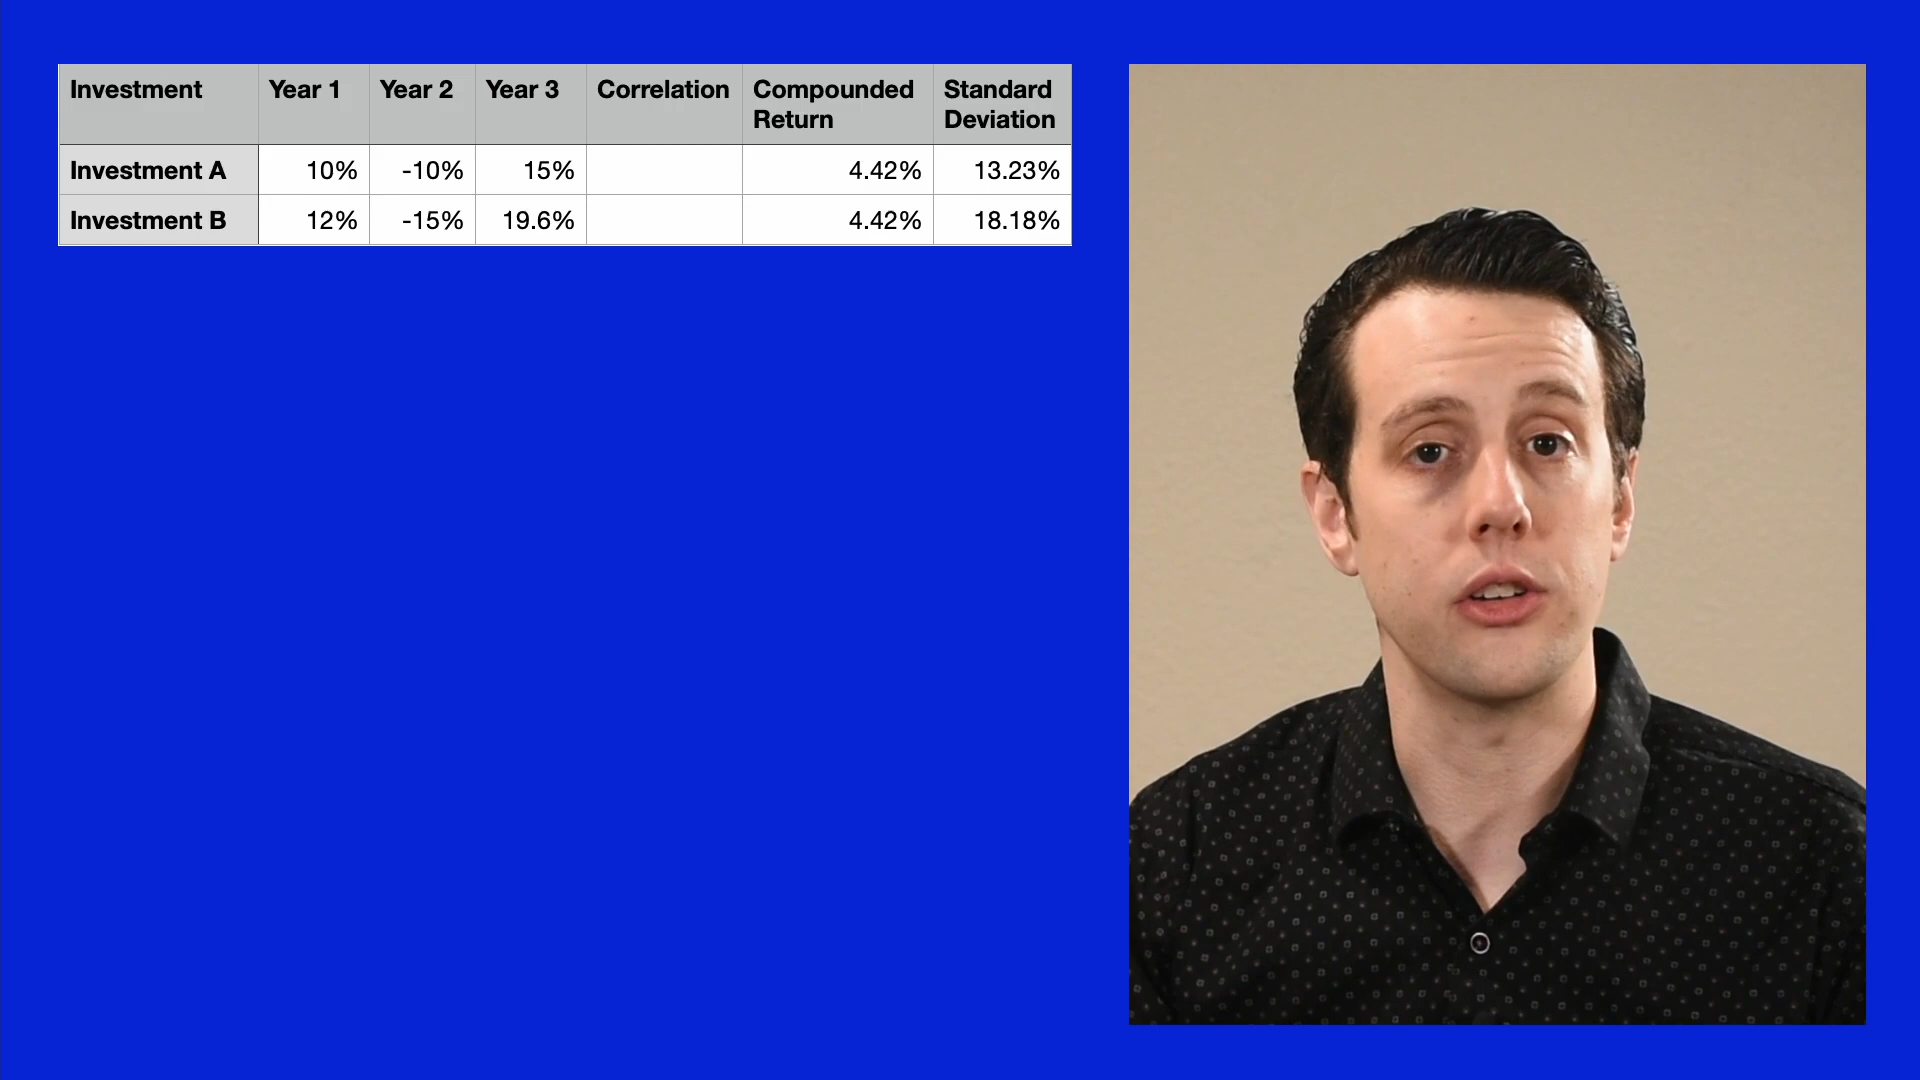 Investment Year 1 Year 2 Year 3 Correlation Compounded Return Standard Deviation
Investment A 10% -10% 15% 4.42% 13.23%
Investment B 12% -15% 19.6% 4.42% 18.18%